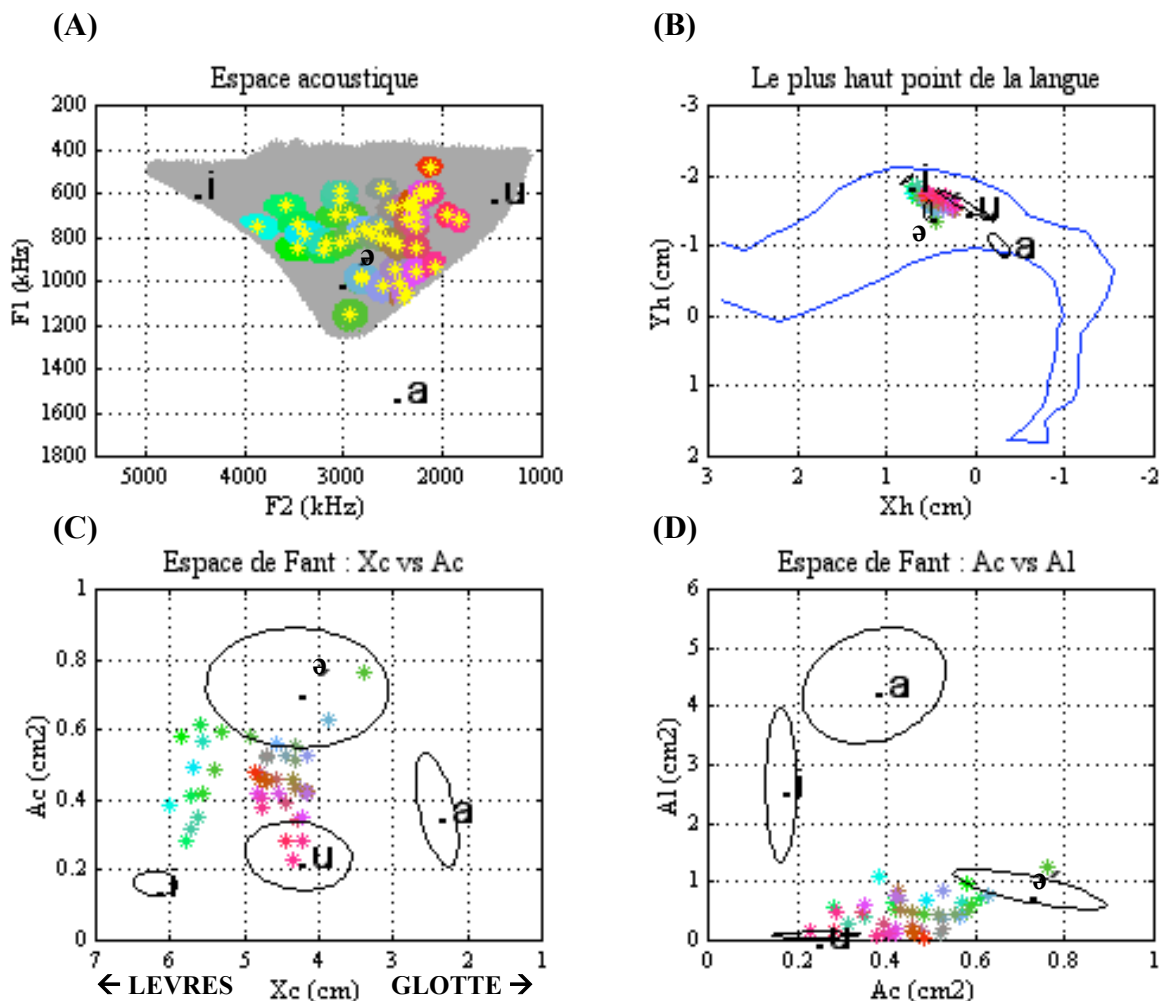 (A)
Espace acoustique
200
400
600
800
1000
1200
1400
1600
1800
F1 (kHz)
i
u
ə
a
5000 4000 3000 2000 1000
F2 (kHz)
(B)
Le plus haut point de la langue
-3
-2
-1
0
1
2
Yh (cm)
i
u
ə
a
3 2 1 0 -1 -2
Xh (cm)
(C)
Espace de Fant : Xc vs Ac
1
0.8
0.6
0.4
0.2
0
Ac (cm2)
ə
a
u
i
7 6 5 4 3 2 1
← LEVRES Xc (cm) GLOTTE →
(D)
Espace de Fant : Ac vs Al
6
5
4
3
2
1
0
Al (cm2)
a
i
ə
u
0 0.2 0.4 0.6 0.8 1
Ac (cm2)